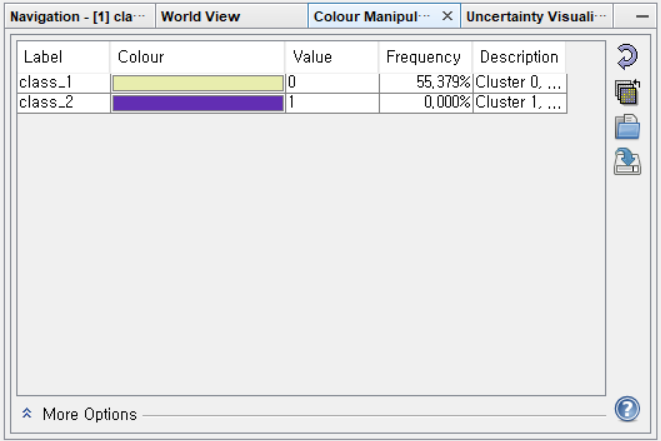 Navigation - [1] cla··· World View Colour Manipul··· × Uncertainty Visuali···
Label Colour Value Frequency Description
class_1 0 55,379% Cluster 0, ...
class_2 1 0,000% Cluster 1, ...
More Options